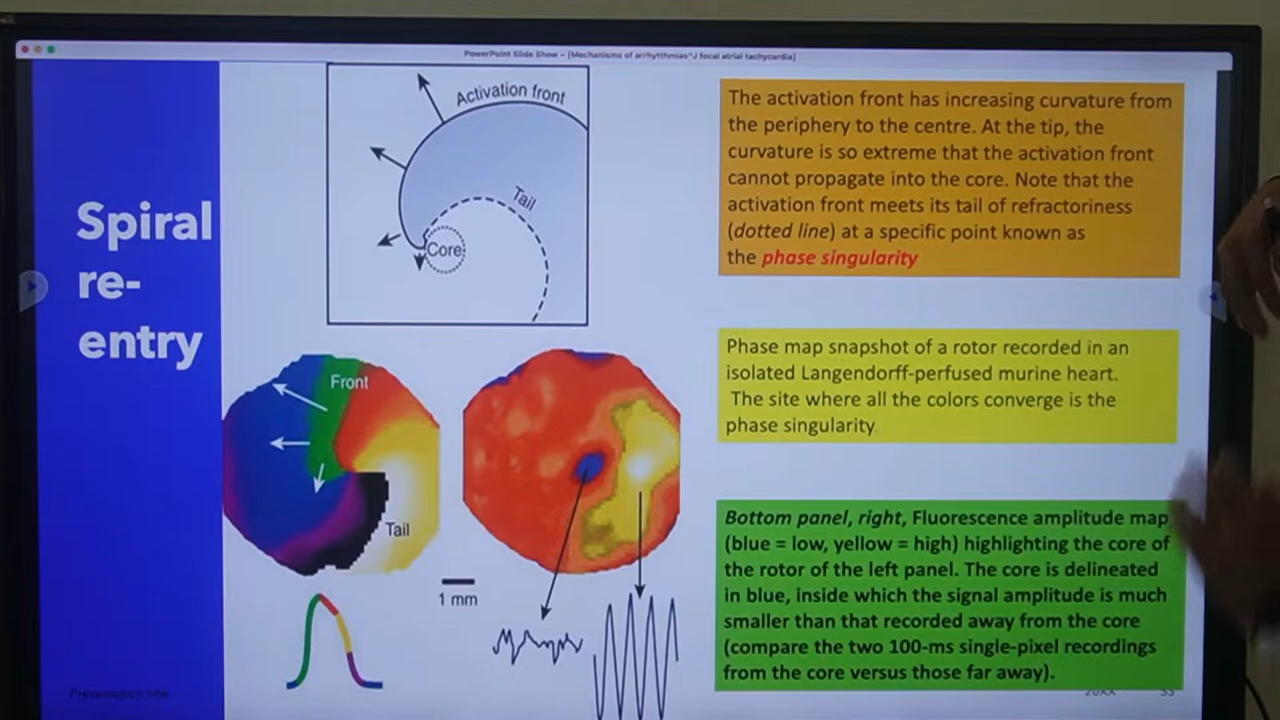 PowerPoint Slide Show - [Mechanisms of arrhytthmias^J focal atrial tachycardia]
Spiral
re-
entry
Activation front
Tail
Core
The activation front has increasing curvature from
the periphery to the centre. At the tip, the
curvature is so extreme that the activation front
cannot propagate into the core. Note that the
activation front meets its tail of refractoriness
(dotted line) at a specific point known as
the phase singularity
Front
Tail
1 mm
Phase map snapshot of a rotor recorded in an
isolated Langendorff-perfused murine heart.
The site where all the colors converge is the
phase singularity
Bottom panel, right, Fluorescence amplitude map
(blue = low, yellow = high) highlighting the core of
the rotor of the left panel. The core is delineated
in blue, inside which the signal amplitude is much
smaller than that recorded away from the core
(compare the two 100-ms single-pixel recordings
from the core versus those far away).
Presentation title
20XX